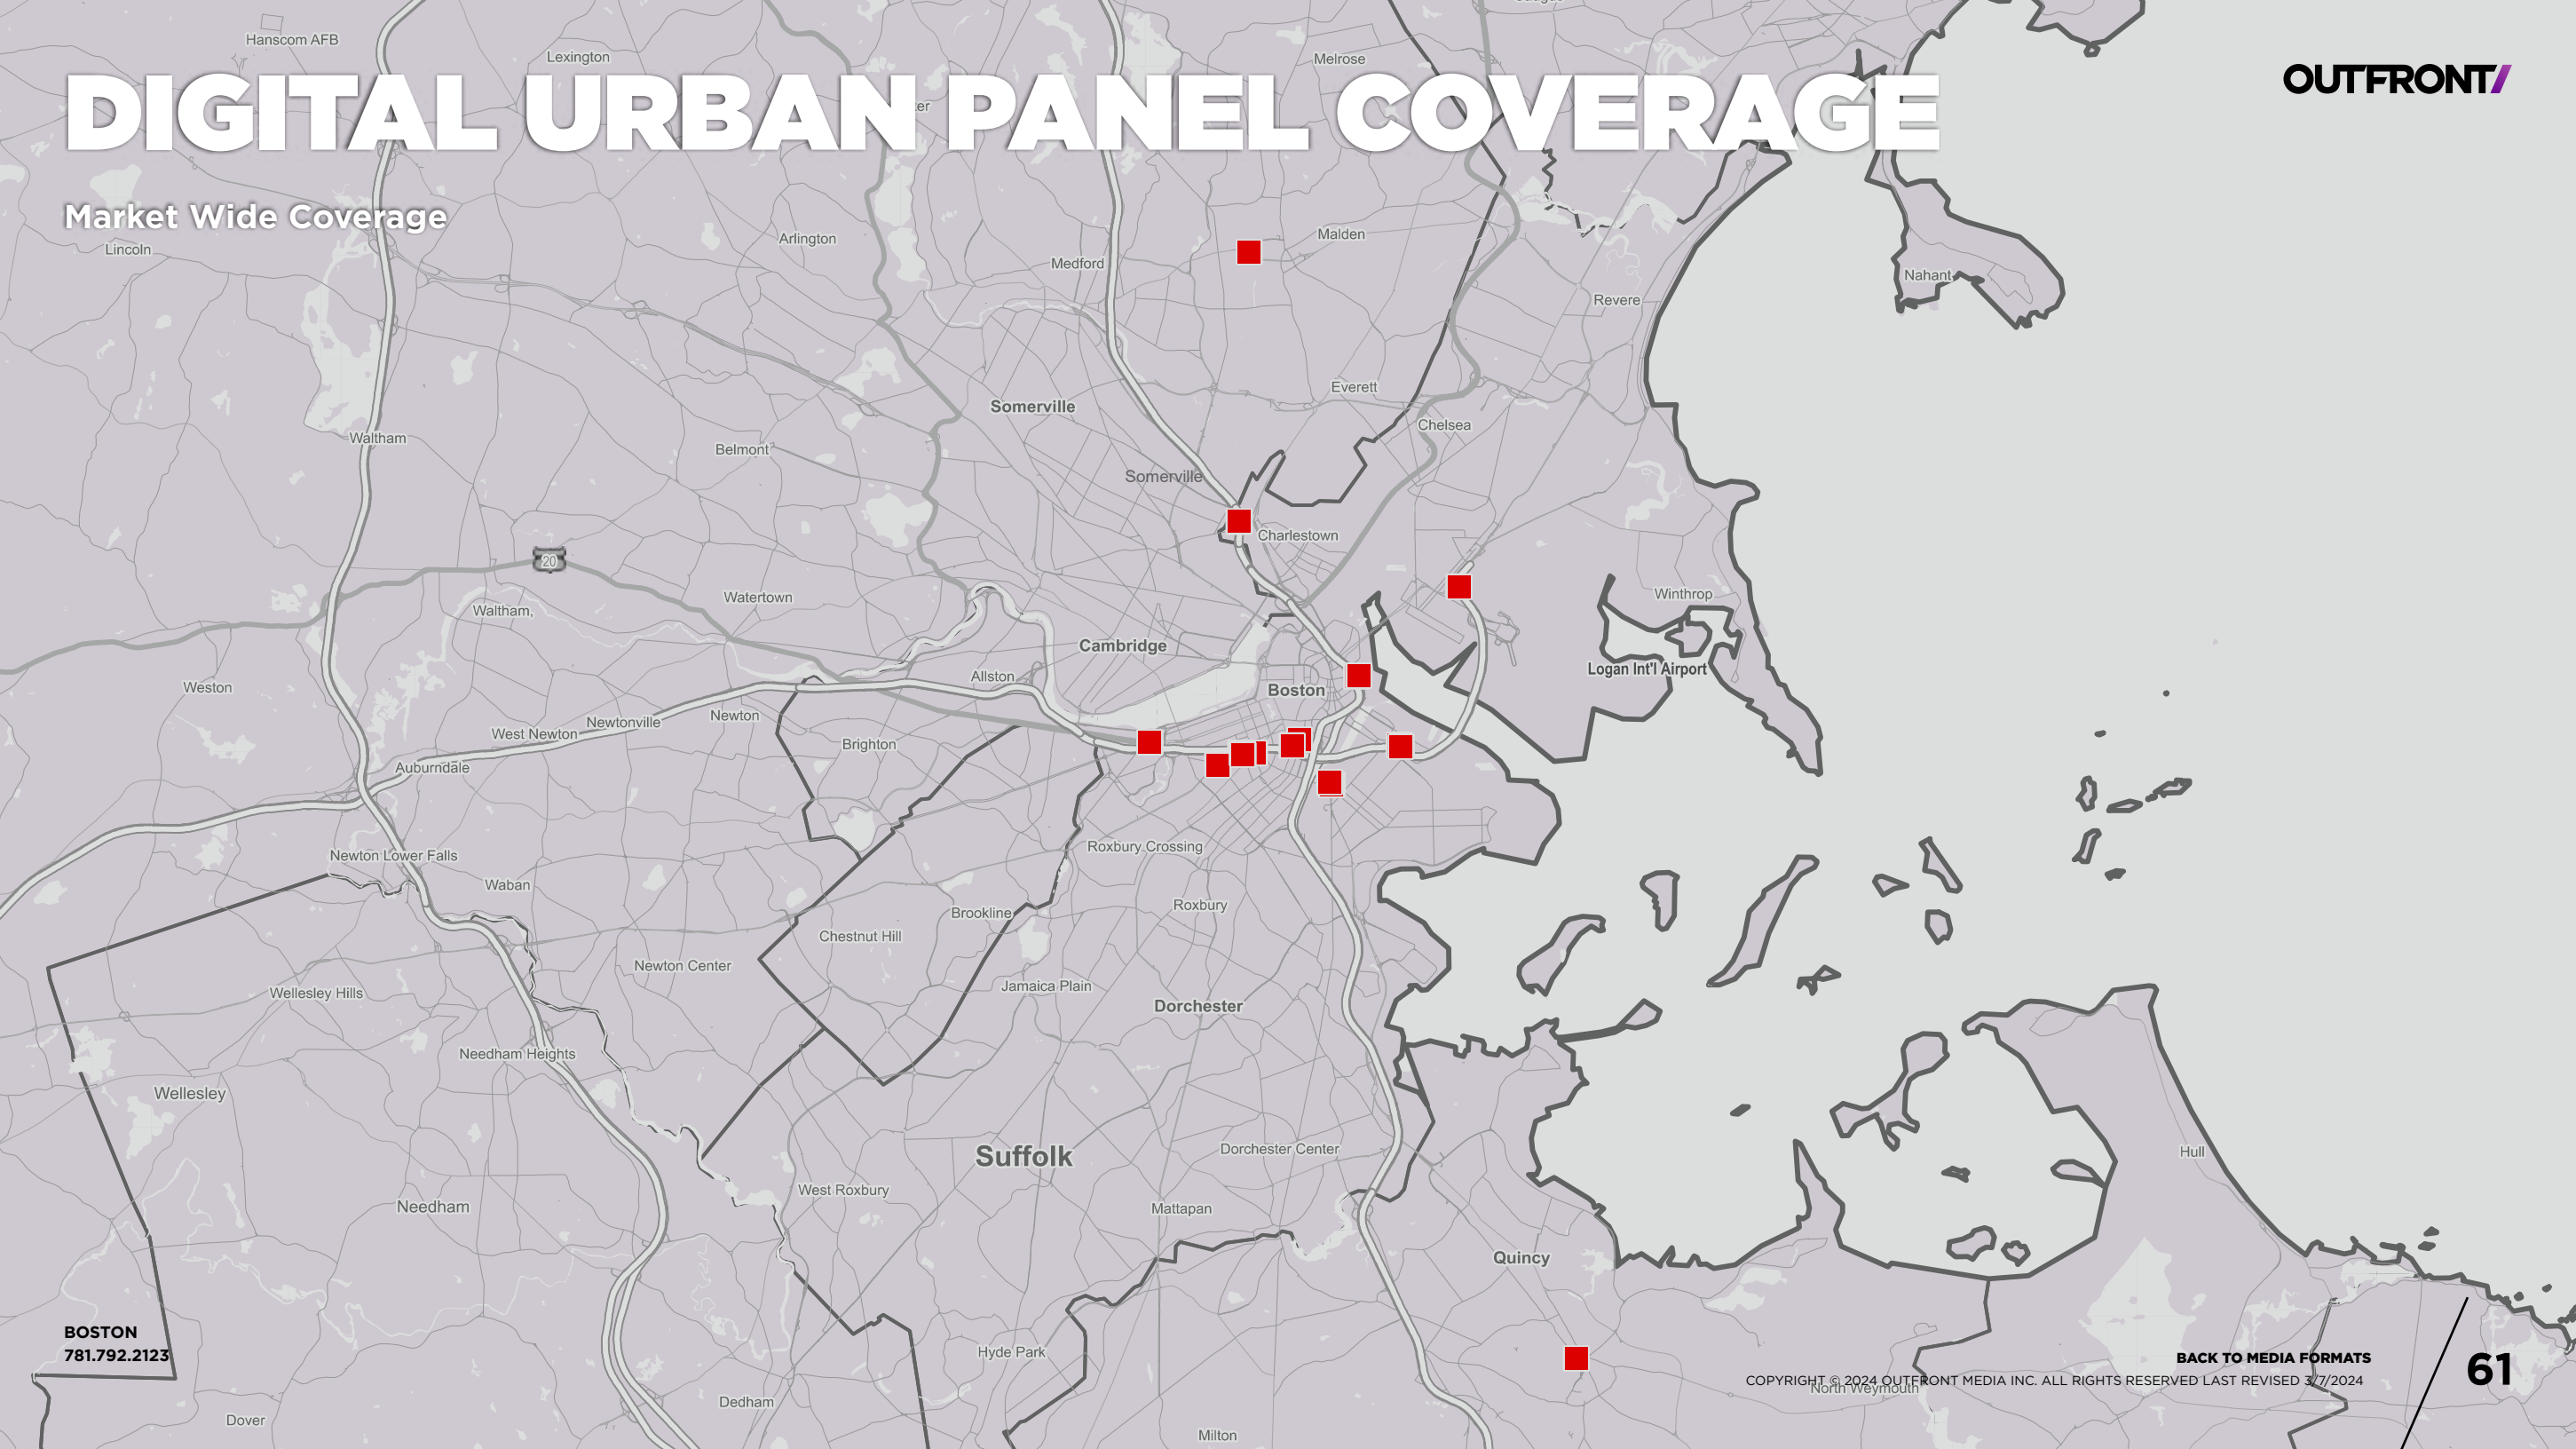 Hanscom AFB
Lexington
Melrose
DIGITAL URBAN PANEL COVERAGE
OUTFRONT/
Market Wide Coverage
Lincoln
Arlington
Medford
Malden
Nahant
Revere
Everett
Somerville
Chelsea
Waltham
Belmont
Somerville
Charlestown
20
Watertown
Waltham,
Winthrop
Cambridge
Logan Int'l Airport
Allston
Weston
Boston
Newton
Newtonville
West Newton
Brighton
Auburndale
Roxbury Crossing
Newton Lower Falls
Waban
Roxbury
Brookline
Chestnut Hill
Newton Center
Jamaica Plain
Wellesley Hills
Dorchester
Needham Heights
Wellesley
Suffolk
Dorchester Center
Hull
West Roxbury
Needham
Mattapan
Quincy
BOSTON
781.792.2123
Hyde Park
BACK TO MEDIA FORMATS
COPYRIGHT © 2024 OUTFRONT MEDIA INC. ALL RIGHTS RESERVED LAST REVISED 3/7/2024
61
North Weymouth
Dedham
Dover
Milton